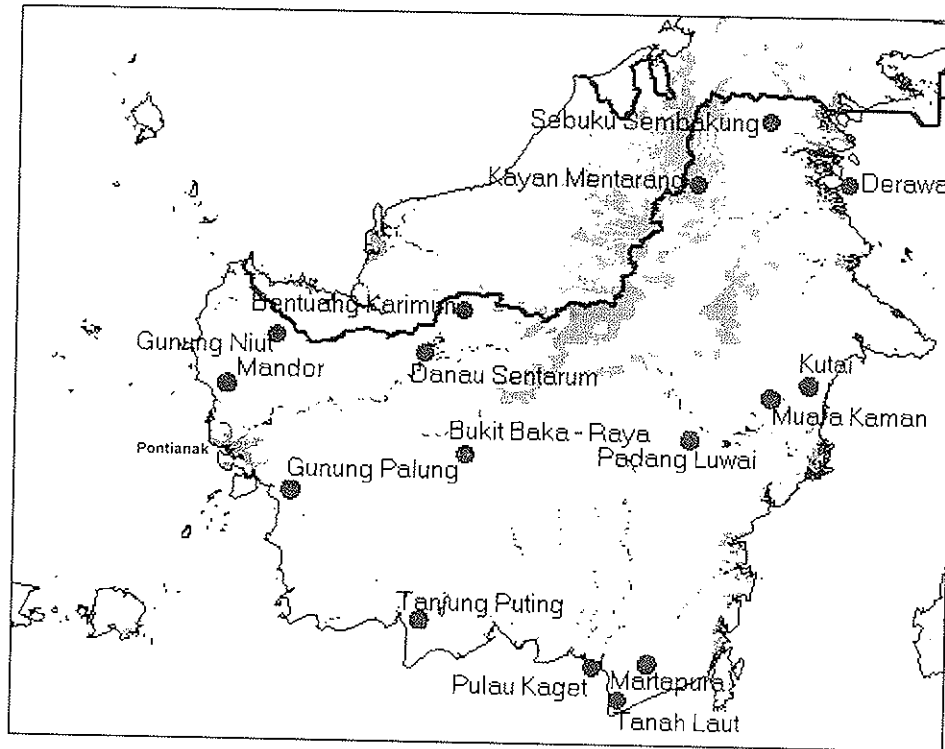 Sebuku Sembakung
Kayan Mentarang
Derawa
Bentuang Karimun
Gunung Niut
Mandor
Danau Sentarum
Kutai
Muara Kaman
Bukit Baka - Raya
Padang Luwai
Pontianak
Gunung Palung
Tanjung Puting
Pulau Kaget
Martapura
Tanah Laut